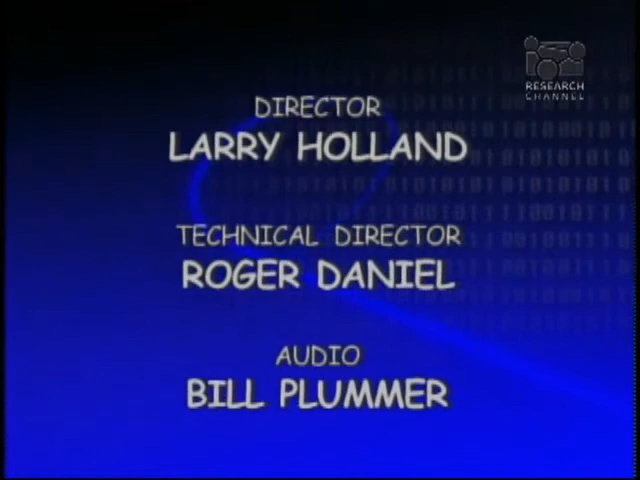 RESEARCH
CHANNEL
DIRECTOR
LARRY HOLLAND
TECHNICAL DIRECTOR
ROGER DANIEL
AUDIO
BILL PLUMMER